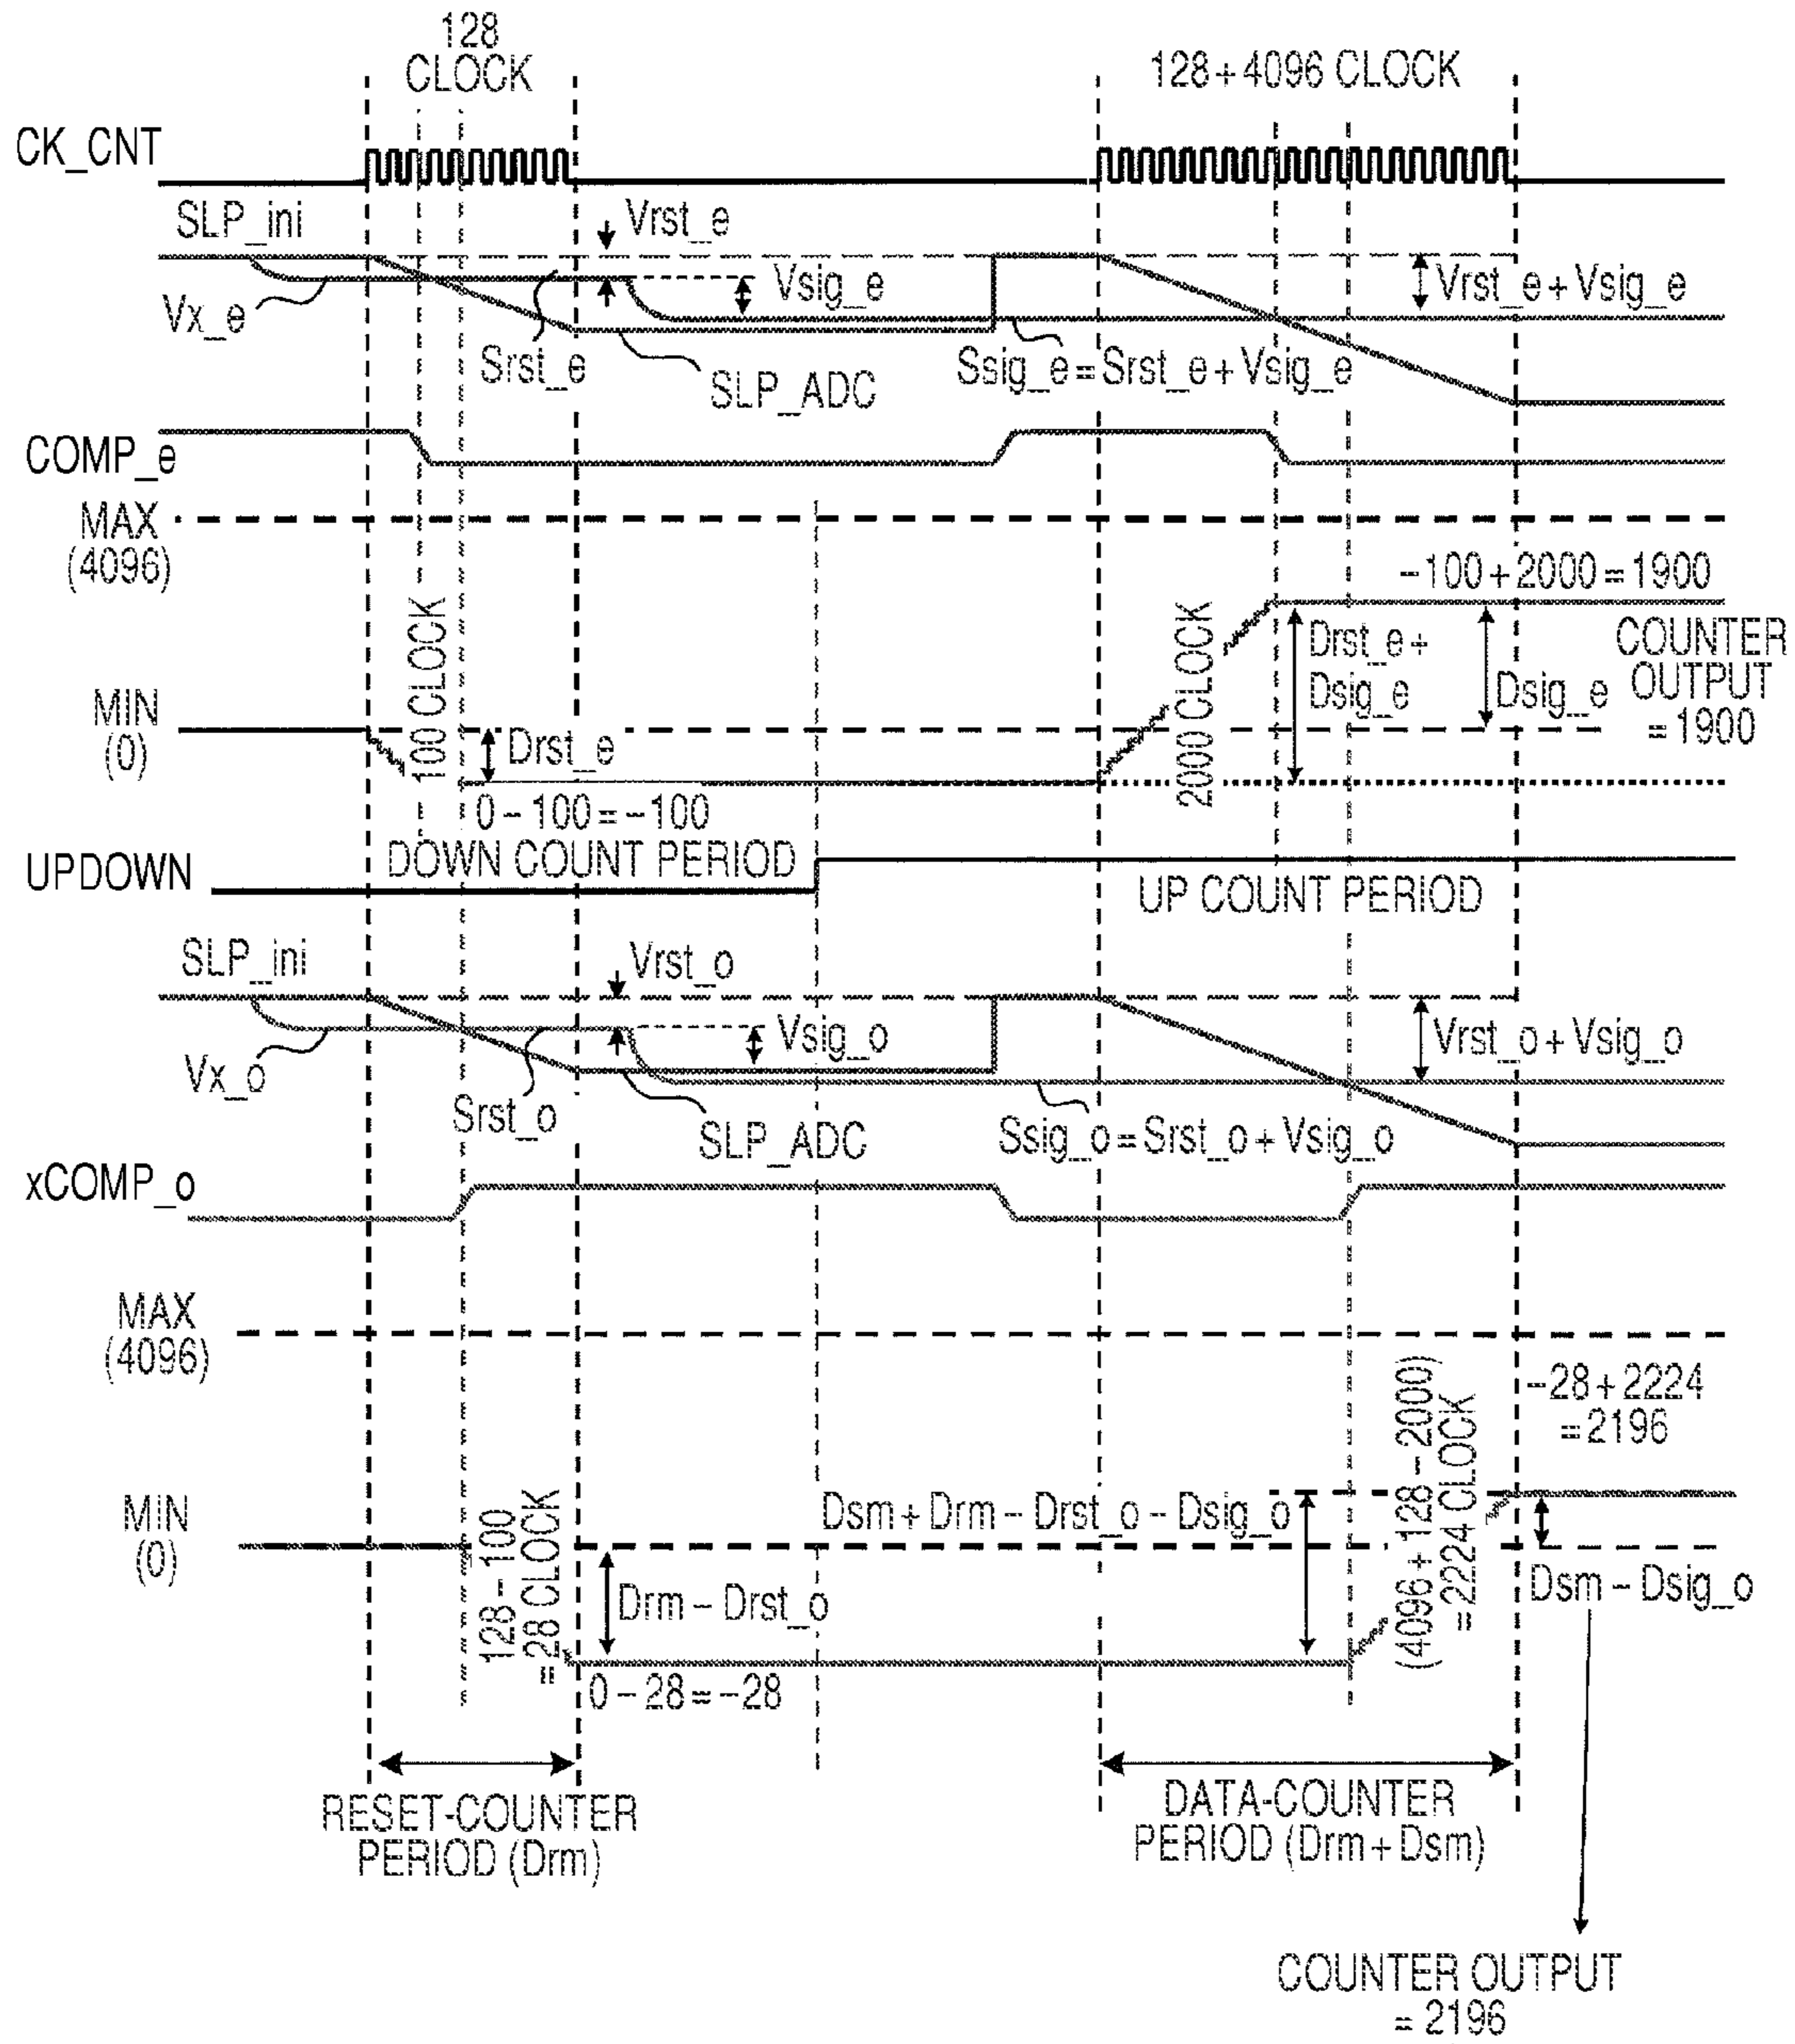 128
CLOCK
128+4096 CLOCK
CK_CNT
SLP_ini
Vrst_e
Vsig_e
Vrst_e+Vsig_e
Vx_e
Srst_e
SLP_ADC
Ssig_e=Srst_e+Vsig_e
COMP_e
MAX
(4096)
-100+2000=1900
100 CLOCK
2000 CLOCK
Drst_e+
Dsig_e
Dsig_e
COUNTER
OUTPUT
=1900
MIN
(0)
Drst_e
0-100=-100
UPDOWN
DOWN COUNT PERIOD
UP COUNT PERIOD
SLP_ini
Vrst_o
Vsig_o
Vrst_o+Vsig_o
Vx_o
Srst_o
SLP_ADC
Ssig_o=Srst_o+Vsig_o
xCOMP_o
MAX
(4096)
-28+2224
=2196
(4096+128-2000)
=2224 CLOCK
MIN
(0)
128-100
=28 CLOCK
Dsm+Drm-Drst_o-Dsig_o
Drm-Drst_o
Dsm-Dsig_o
0-28=-28
RESET-COUNTER
PERIOD (Drm)
DATA-COUNTER
PERIOD (Drm+Dsm)
COUNTER OUTPUT
=2196